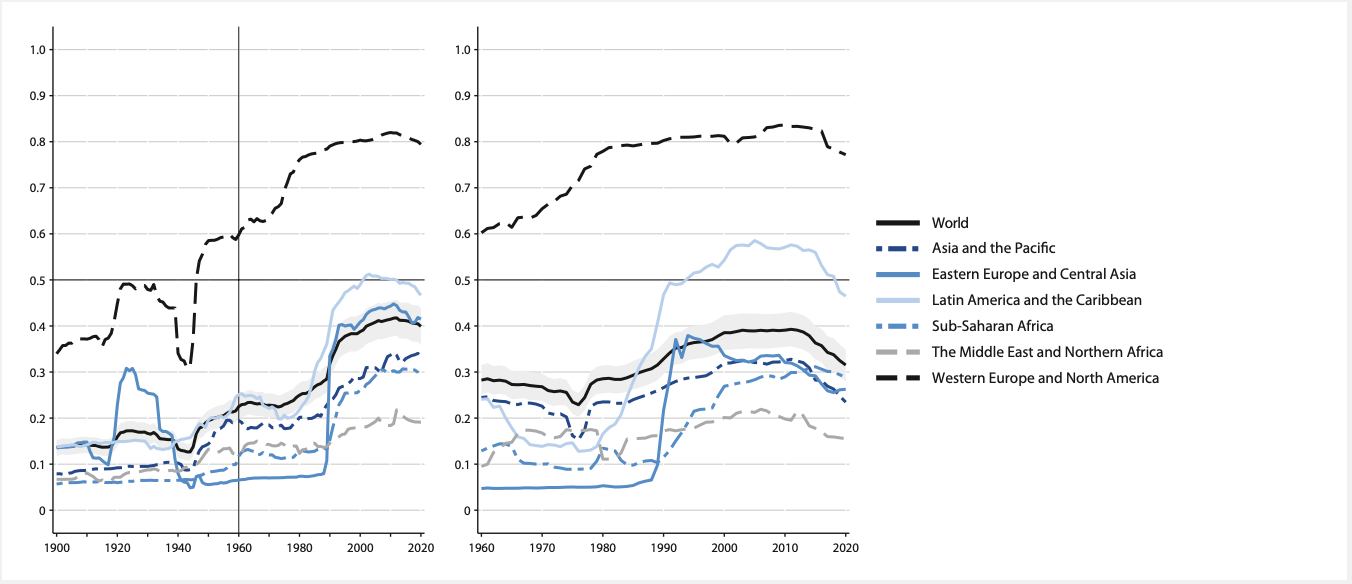 1.0
0.9
0.8
0.7
0.6
0.5
0.4
0.3
0.2
0.1
0
1900 1920 1940 1960 1980 2000 2020
1.0
0.9
0.8
0.7
0.6
0.5
0.4
0.3
0.2
0.1
0
1960 1970 1980 1990 2000 2010 2020
World
Asia and the Pacific
Eastern Europe and Central Asia
Latin America and the Caribbean
Sub-Saharan Africa
The Middle East and Northern Africa
Western Europe and North America